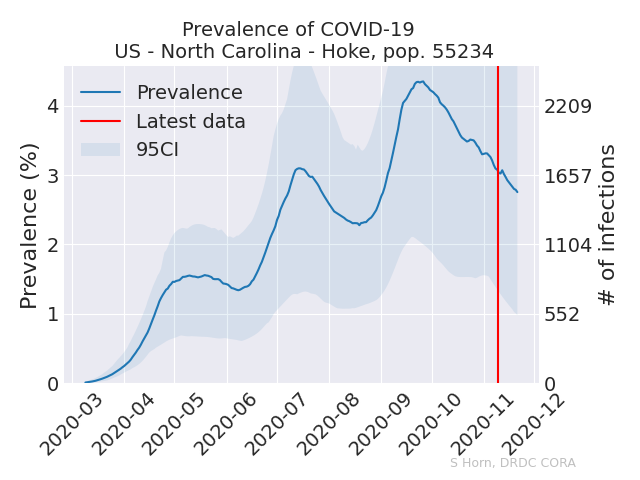 Prevalence of COVID-19
US - North Carolina - Hoke, pop. 55234
Prevalence
Latest data
95CI
Prevalence (%)
4
3
2
1
0
2209
1657
1104
552
0
# of infections
2020-03
2020-04
2020-05
2020-06
2020-07
2020-08
2020-09
2020-10
2020-11
2020-12
S Horn, DRDC CORA